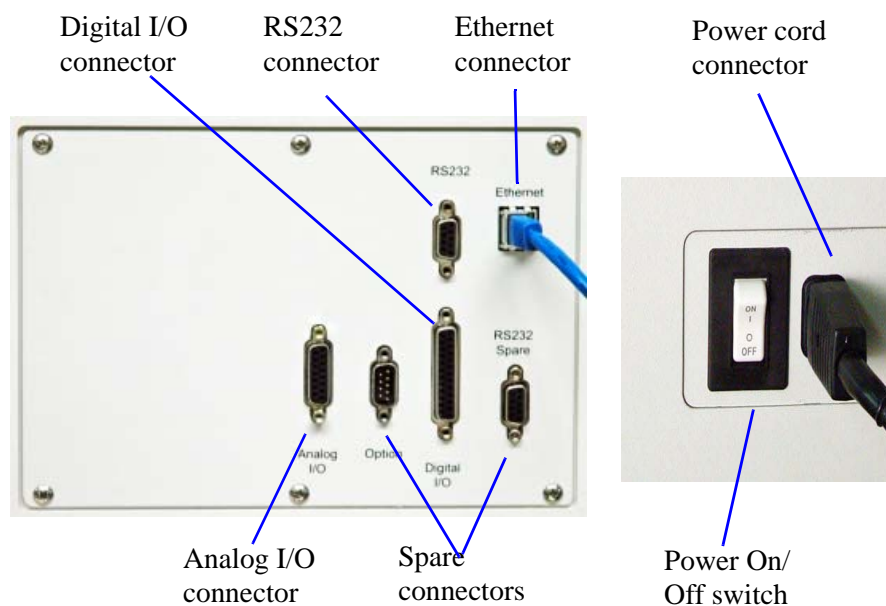 Digital I/O
connector
RS232
connector
Ethernet
connector
Power cord
connector
RS232
Ethernet
RS232
Spare
Analog
I/O
Option
Digital
I/O
ON
I
O
OFF
Analog I/O
connector
Spare
connectors
Power On/
Off switch